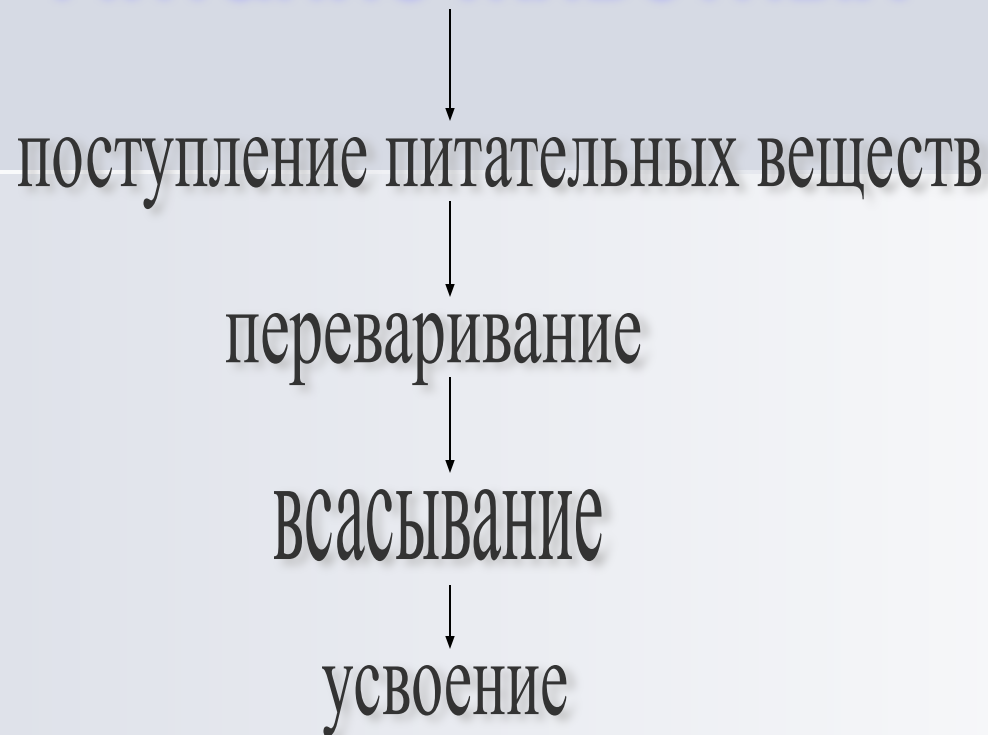 поступление питательных веществ
переваривание
всасывание
усвоение